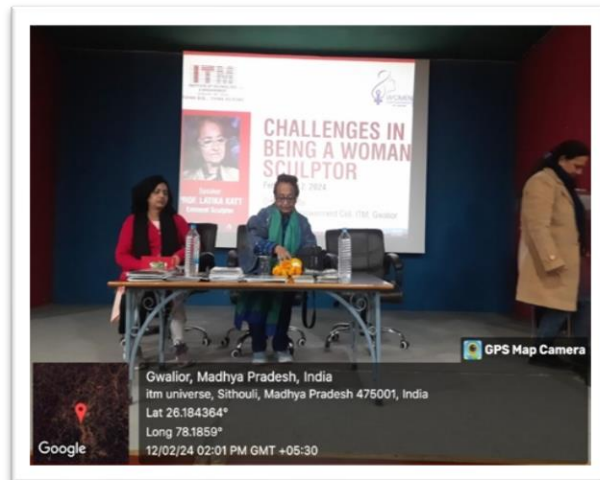 ITM
WOMEN
CHALLENGES IN
BEING A WOMAN
SCULPTOR
2, 2024
Speaker
PROF. LATIKA KATT
Eminent Sculptor
Cell, ITM, Gwalior
GPS Map Camera
Gwalior, Madhya Pradesh, India
itm universe, Sithouli, Madhya Pradesh 475001, India
Lat 26.184364°
Long 78.1859°
12/02/24 02:01 PM GMT +05:30
Google